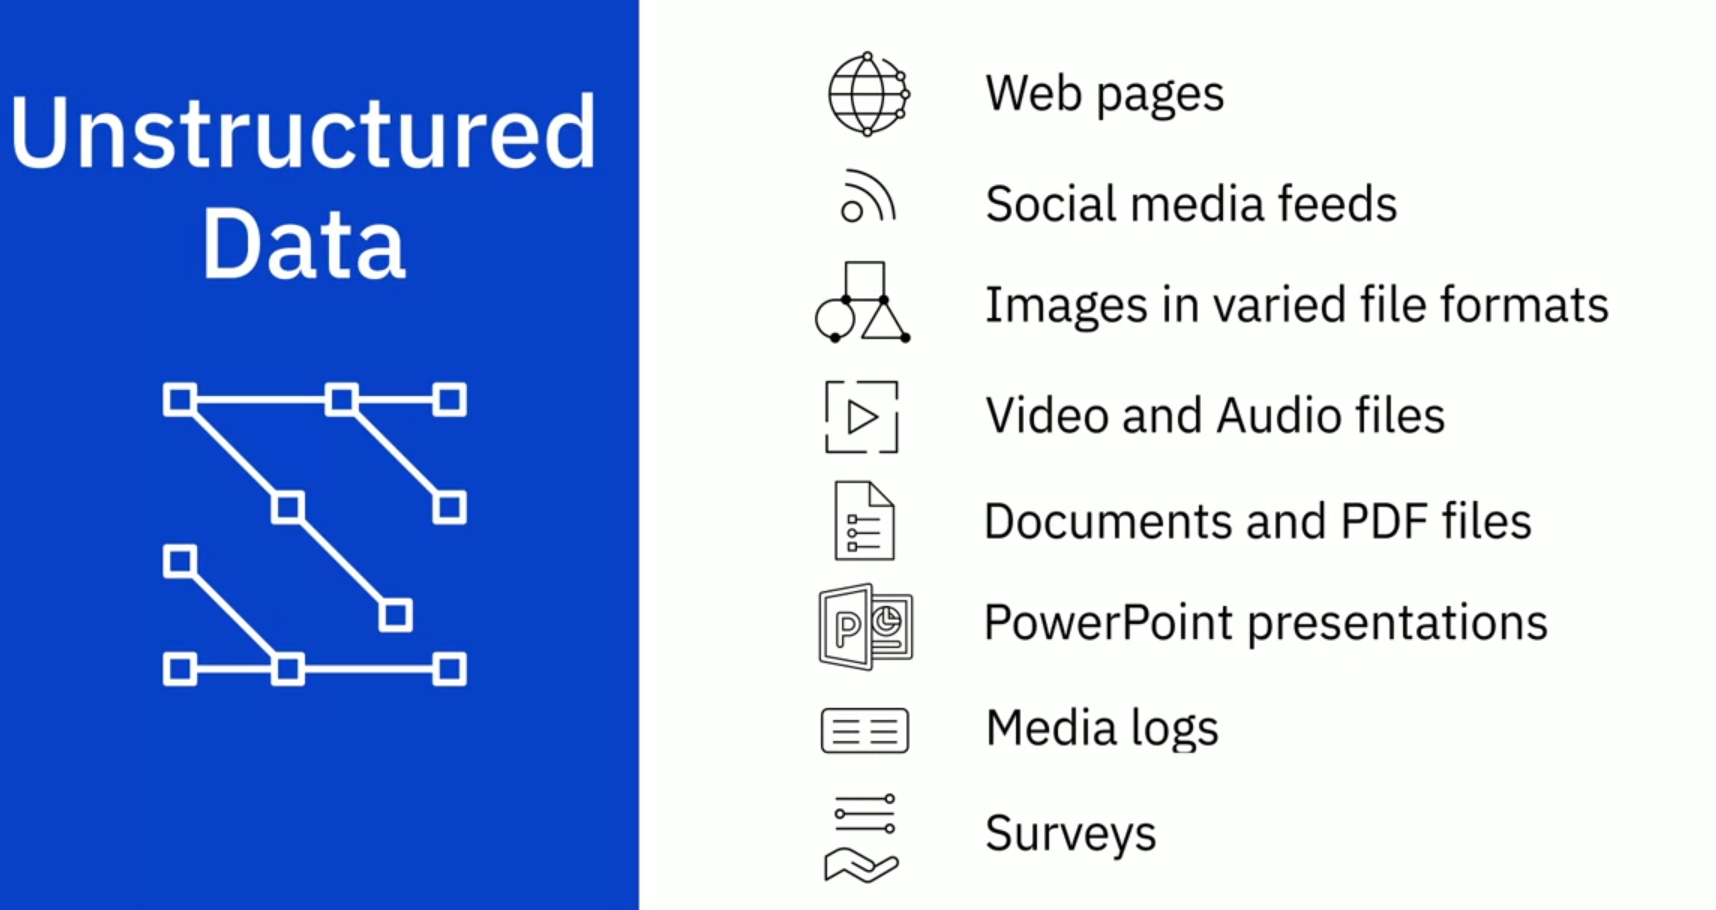 Unstructured
Data
Web pages
Social media feeds
Images in varied file formats
Video and Audio files
Documents and PDF files
P
PowerPoint presentations
Media logs
Surveys